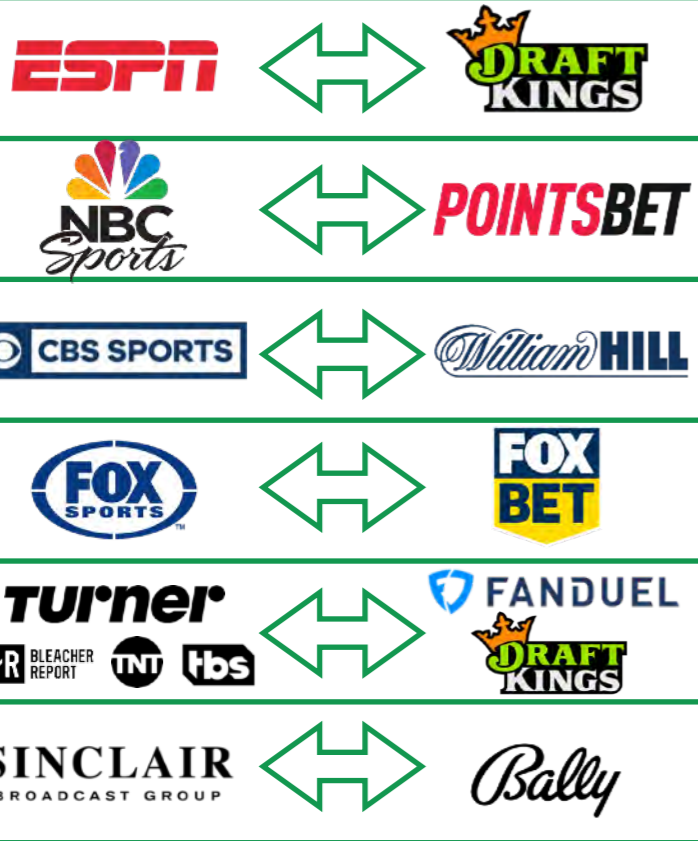 ESPN
DRAFT
KINGS
NBC
Sports
POINTSBET
CBS SPORTS
William HILL
FOX
SPORTS
TM
FOX
BET
Turner
BLEACHER
REPORT
R
TNT
tbs
FANDUEL
DRAFT
KINGS
SINCLAIR
BROADCAST GROUP
Bally